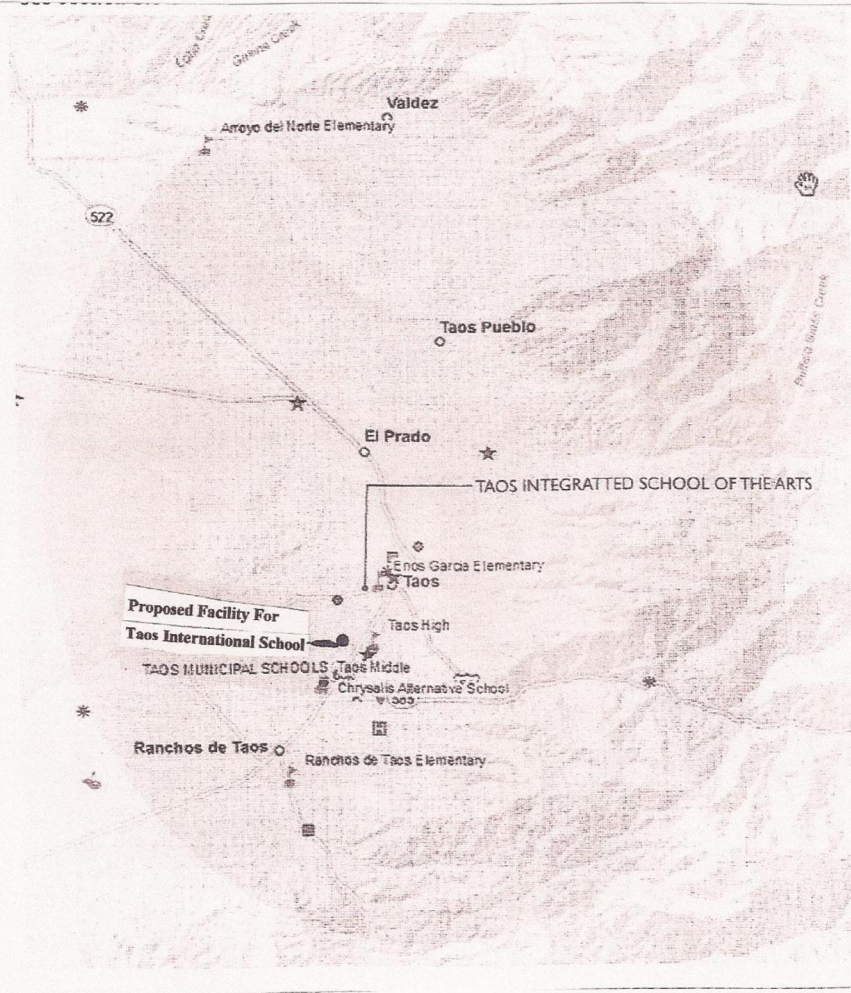 Valdez
Arroyo del Norte Elementary
522
Taos Pueblo
El Prado
TAOS INTEGRATTED SCHOOL OF THE ARTS
Enos Garcia Elementary
Taos
Proposed Facility For
Taos International School
Taos High
TAOS MUNICIPAL SCHOOLS
Taos Middle
Chrysalis Alternative School
H
Ranchos de Taos
Ranchos de Taos Elementary